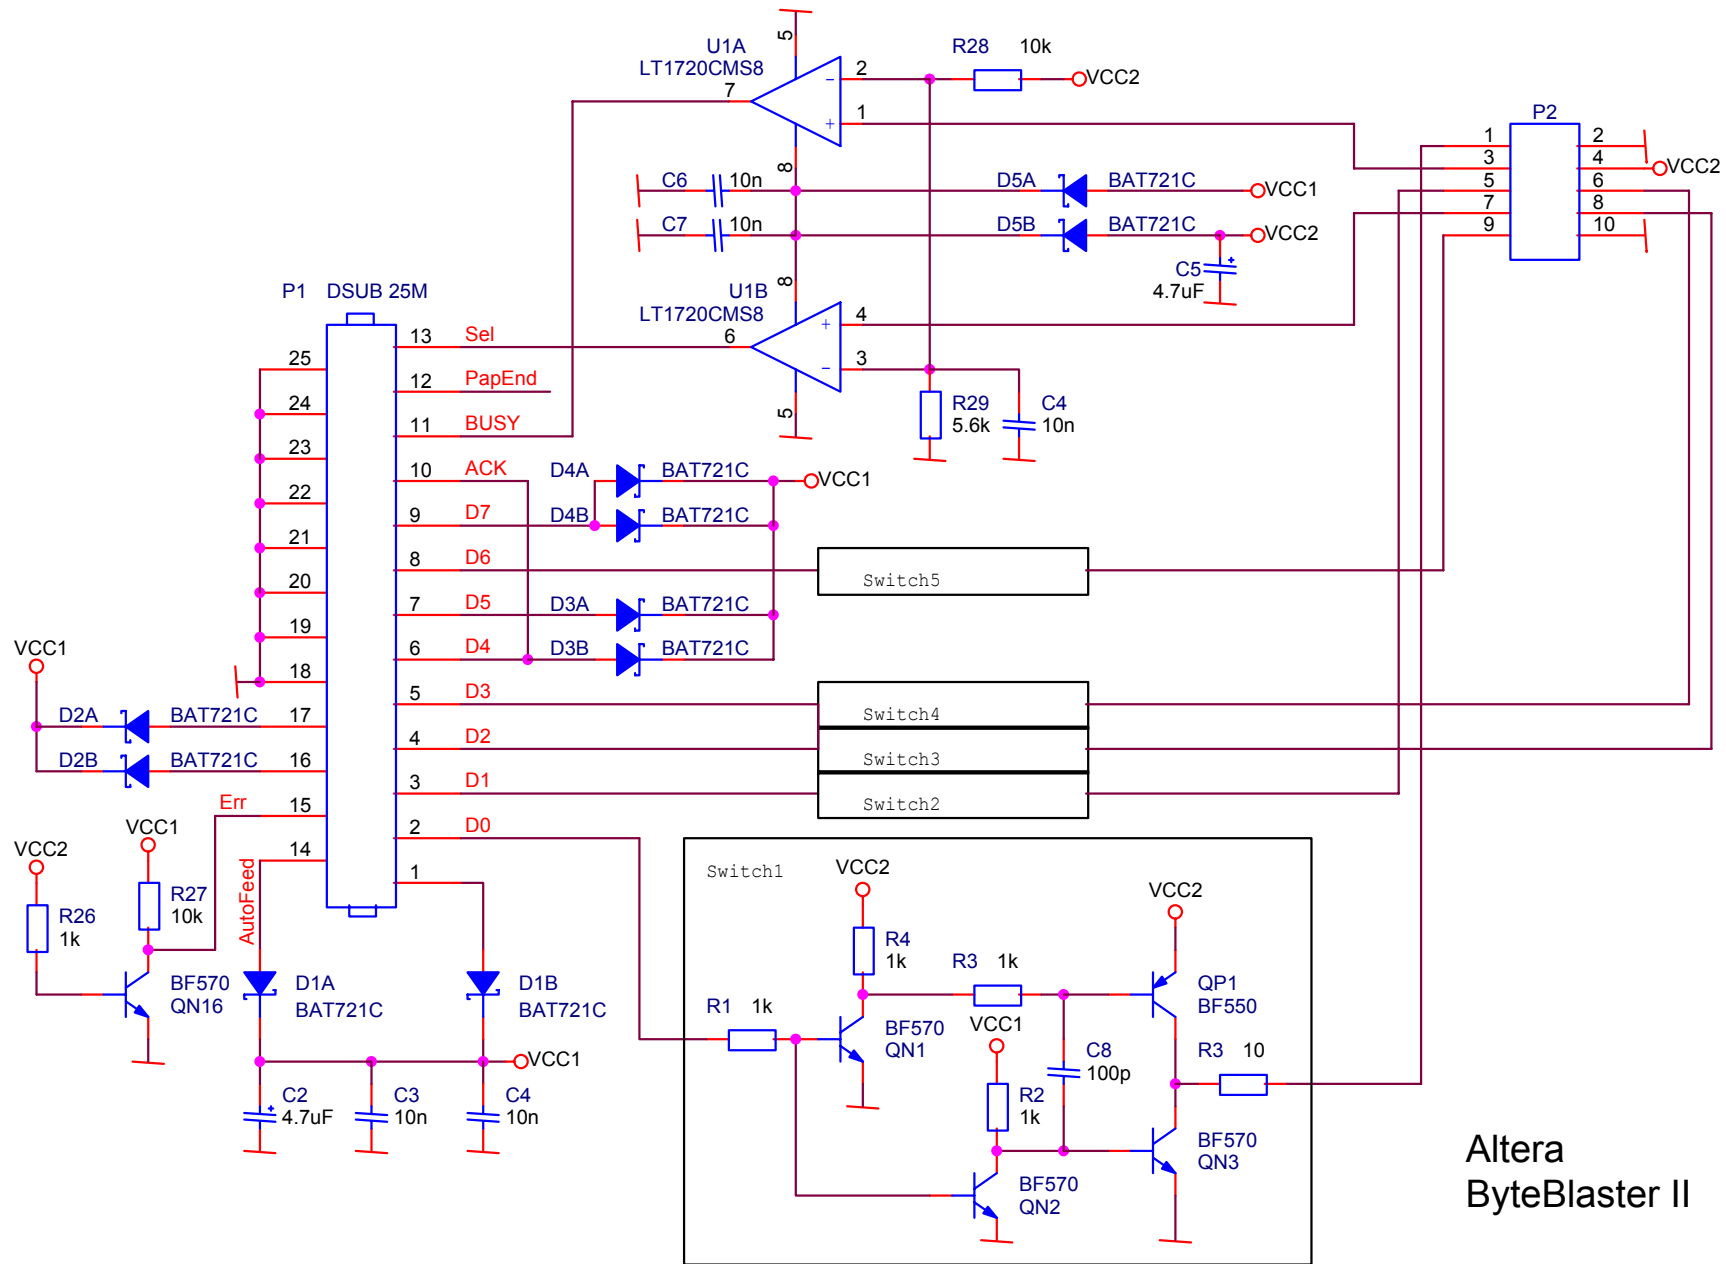 5
U1A
LT1720CMS8
7
2
1
8
R28 10k
VCC2
P2
1
2
3
4
VCC2
5
6
7
8
9
10
C6 10n
D5A BAT721C
VCC1
C7 10n
D5B BAT721C
VCC2
C5
4.7uF
8
U1B
LT1720CMS8
6
4
3
5
R29
5.6k
C4
10n
P1 DSUB 25M
13 Sel
25
12 PapEnd
24
11 BUSY
23
10 ACK
22
9 D7
21
8 D6
20
7 D5
19
6 D4
18
5 D3
17
4 D2
16
3 D1
15
2 D0
14
1
D4A BAT721C
VCC1
D4B BAT721C
Switch5
D3A BAT721C
D3B BAT721C
Switch4
Switch3
Switch2
VCC1
D2A BAT721C
D2B BAT721C
Err
VCC1
VCC2
R27
10k
R26
1k
AutoFeed
BF570
QN16
D1A
BAT721C
D1B
BAT721C
VCC1
C2
4.7uF
C3
10n
C4
10n
Switch1
VCC2
VCC2
R4
1k
R3 1k
QP1
BF550
R1 1k
BF570
QN1
VCC1
C8
100p
R3 10
R2
1k
BF570
QN3
BF570
QN2
Altera
ByteBlaster II